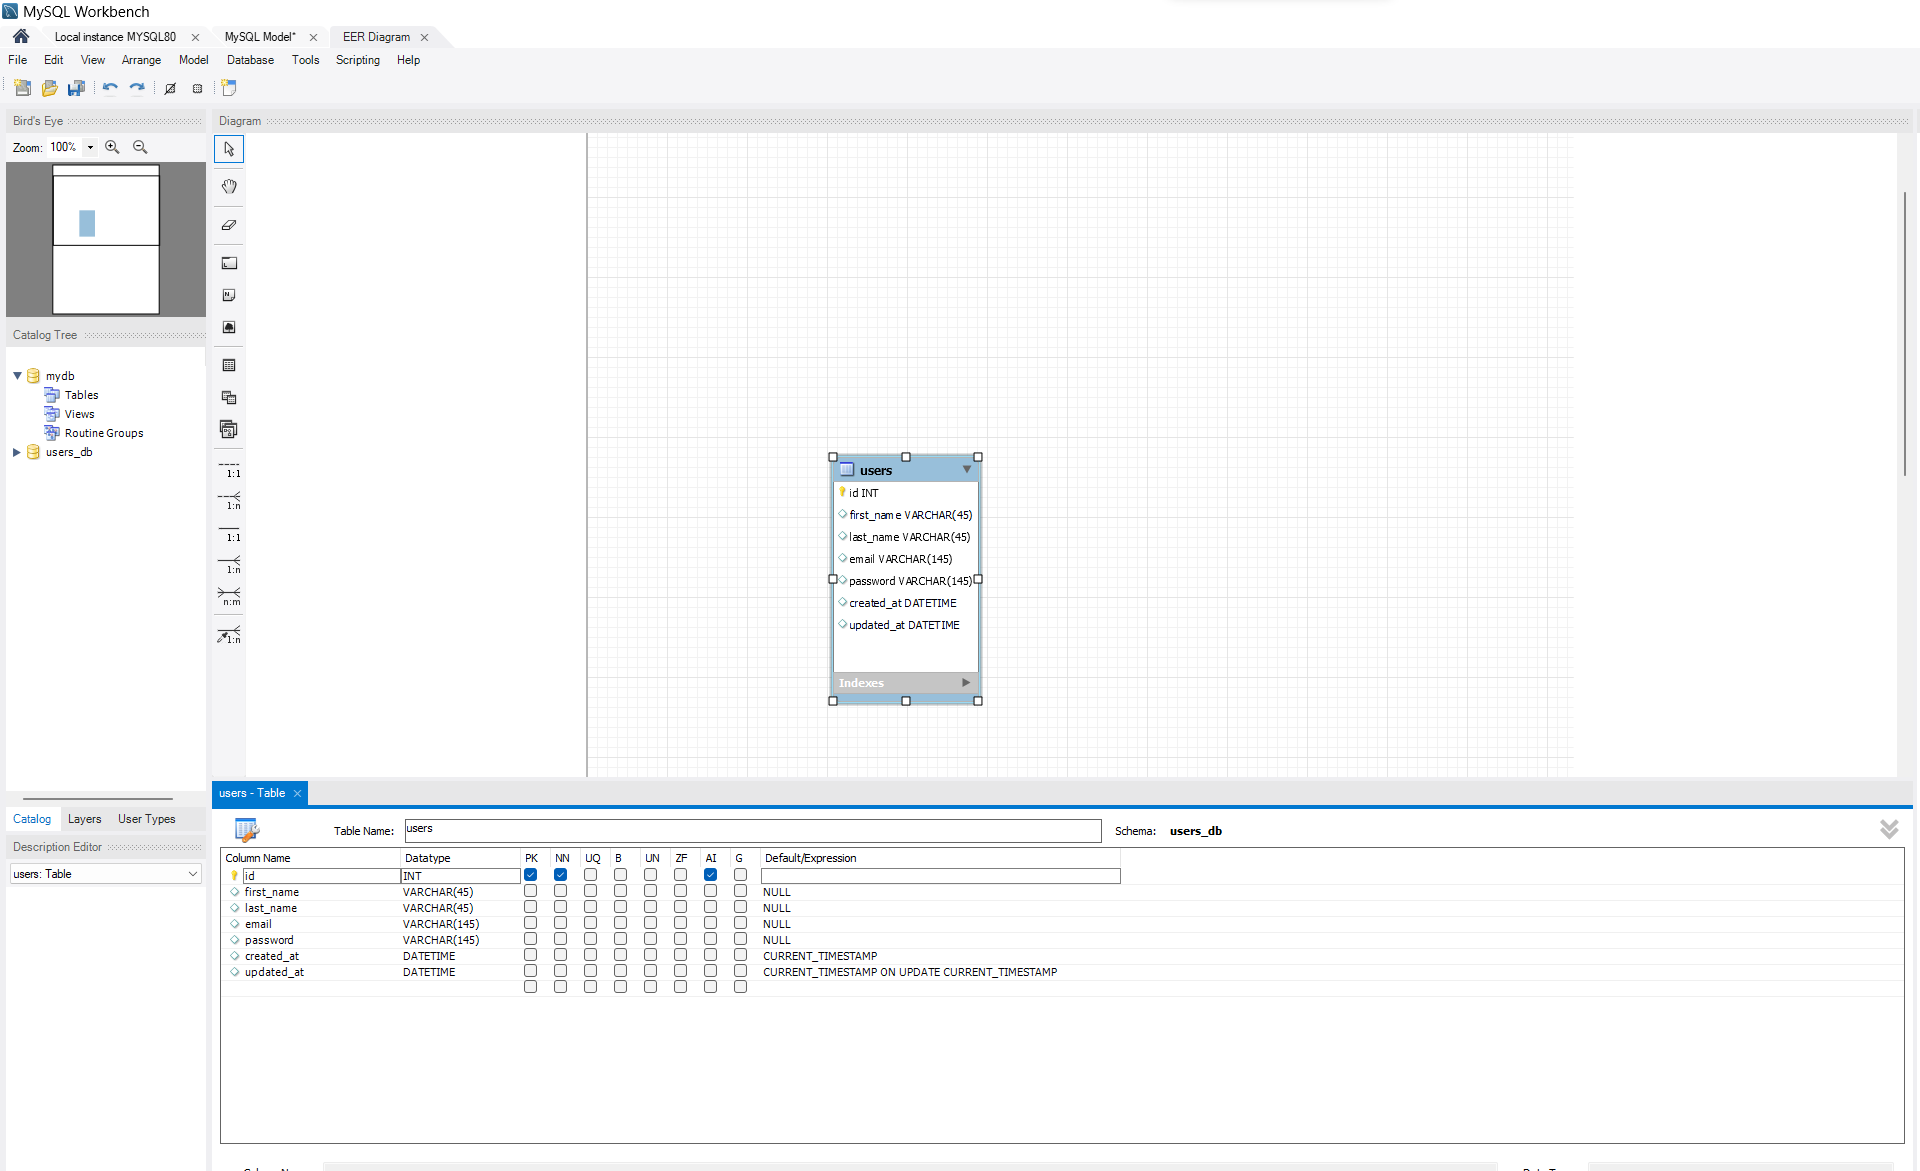 MySQL Workbench
Local instance MYSQL80
MySQL Model*
EER Diagram
File Edit View Arrange Model Database Tools Scripting Help
Bird's Eye
Diagram
Zoom: 100%
Catalog Tree
mydb
Tables
Views
Routine Groups
users_db
1:1
1:n
1:1
1:n
n:m
1:n
users
id INT
first_name VARCHAR(45)
last_name VARCHAR(45)
email VARCHAR(145)
password VARCHAR(145)
created_at DATETIME
updated_at DATETIME
Indexes
users - Table
Catalog Layers User Types
Description Editor
users: Table
Table Name: users
Schema: users_db
Column Name Datatype PK NN UQ B UN ZF AI G Default/Expression
id INT
first_name VARCHAR(45) NULL
last_name VARCHAR(45) NULL
email VARCHAR(145) NULL
password VARCHAR(145) NULL
created_at DATETIME CURRENT_TIMESTAMP
updated_at DATETIME CURRENT_TIMESTAMP ON UPDATE CURRENT_TIMESTAMP